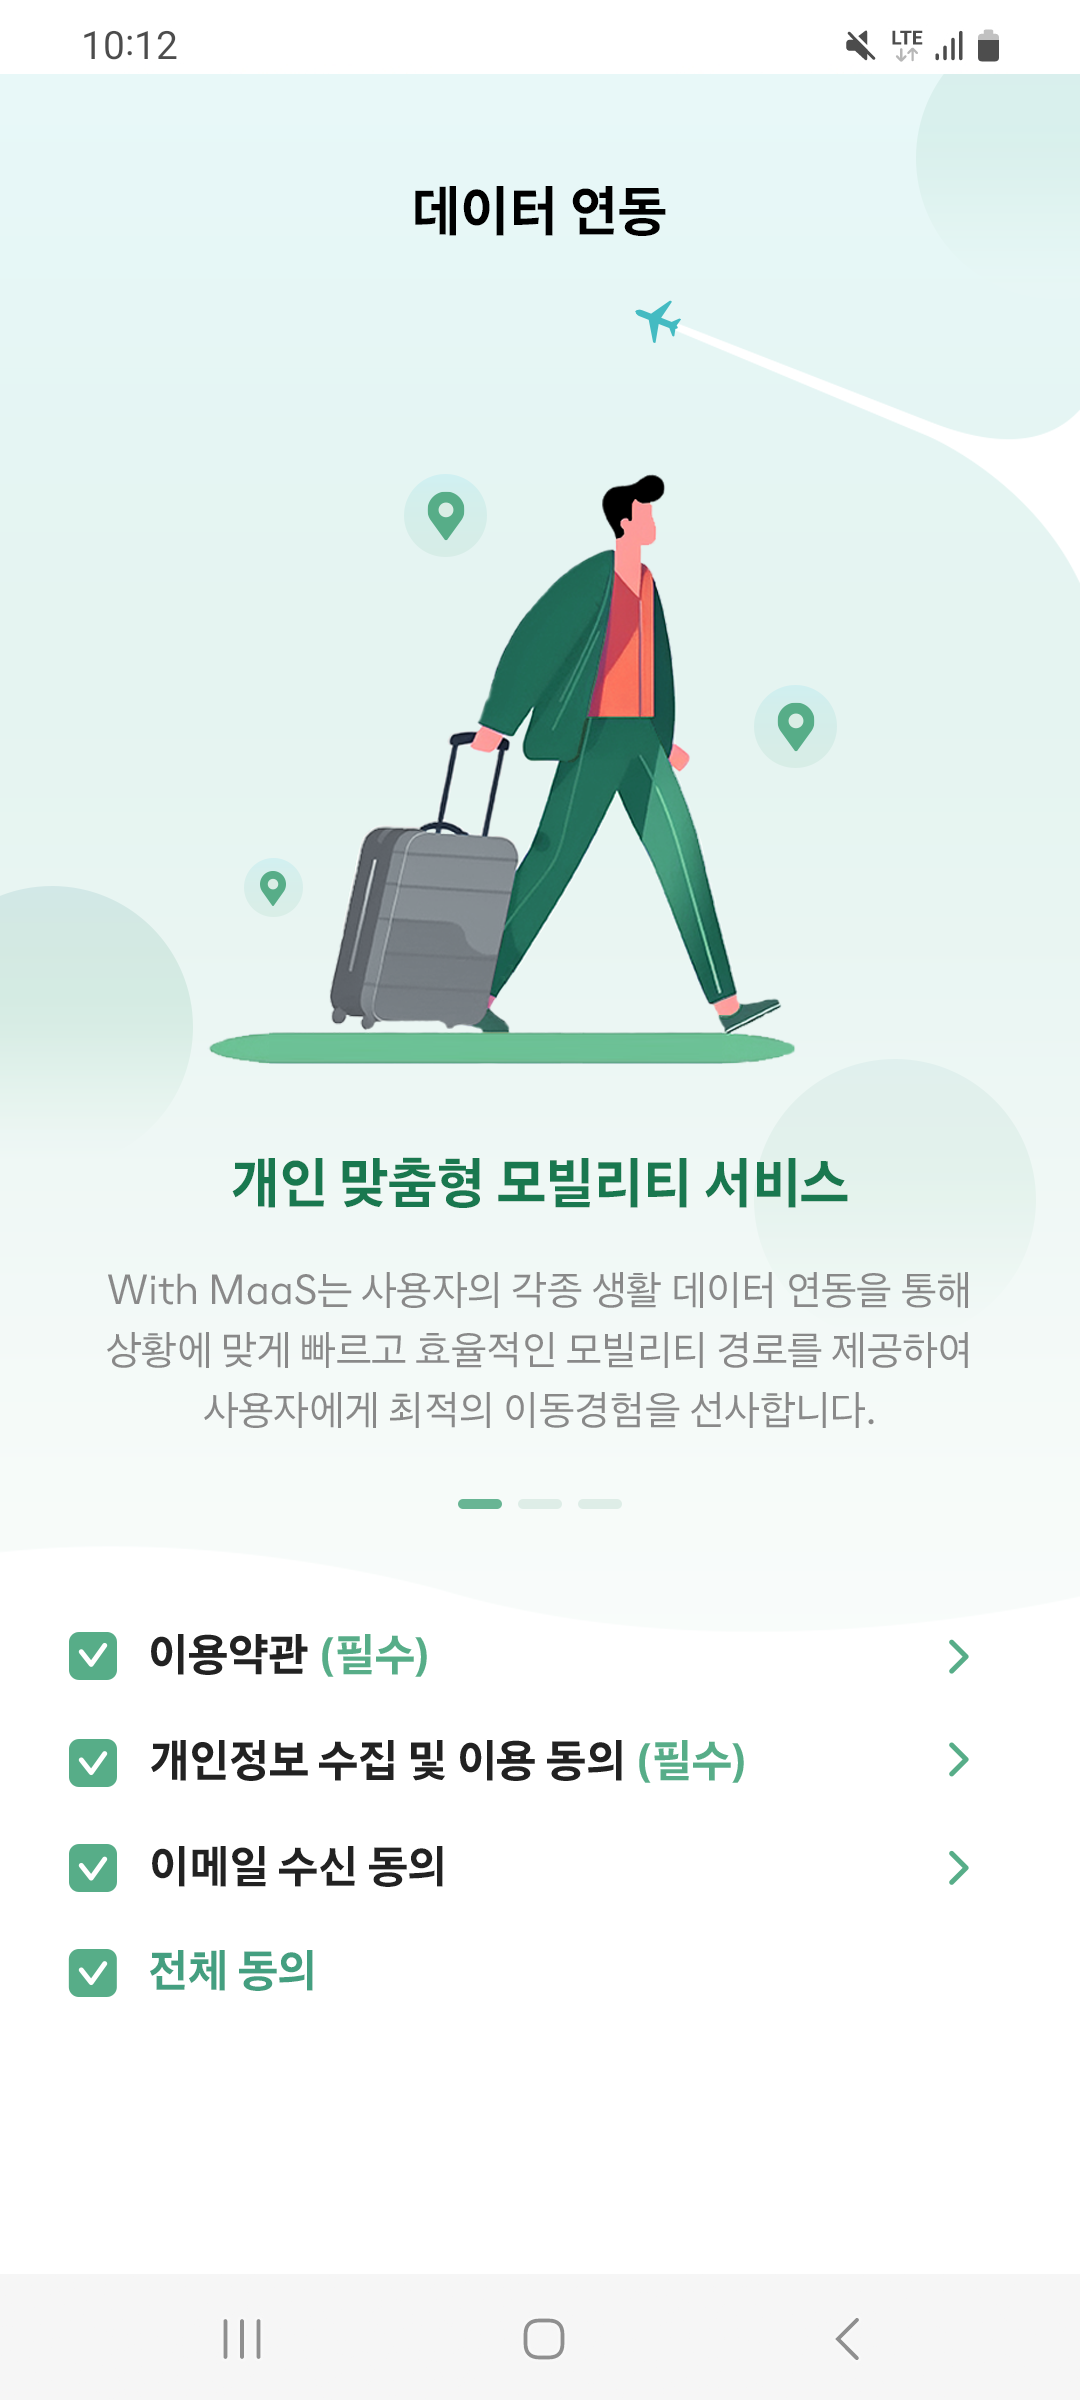 10:12
LTE
데이터 연동
개인 맞춤형 모빌리티 서비스
With MaaS는 사용자의 각종 생활 데이터 연동을 통해
상황에 맞게 빠르고 효율적인 모빌리티 경로를 제공하여
사용자에게 최적의 이동경험을 선사합니다.
이용약관 (필수)
개인정보 수집 및 이용 동의 (필수)
이메일 수신 동의
전체 동의